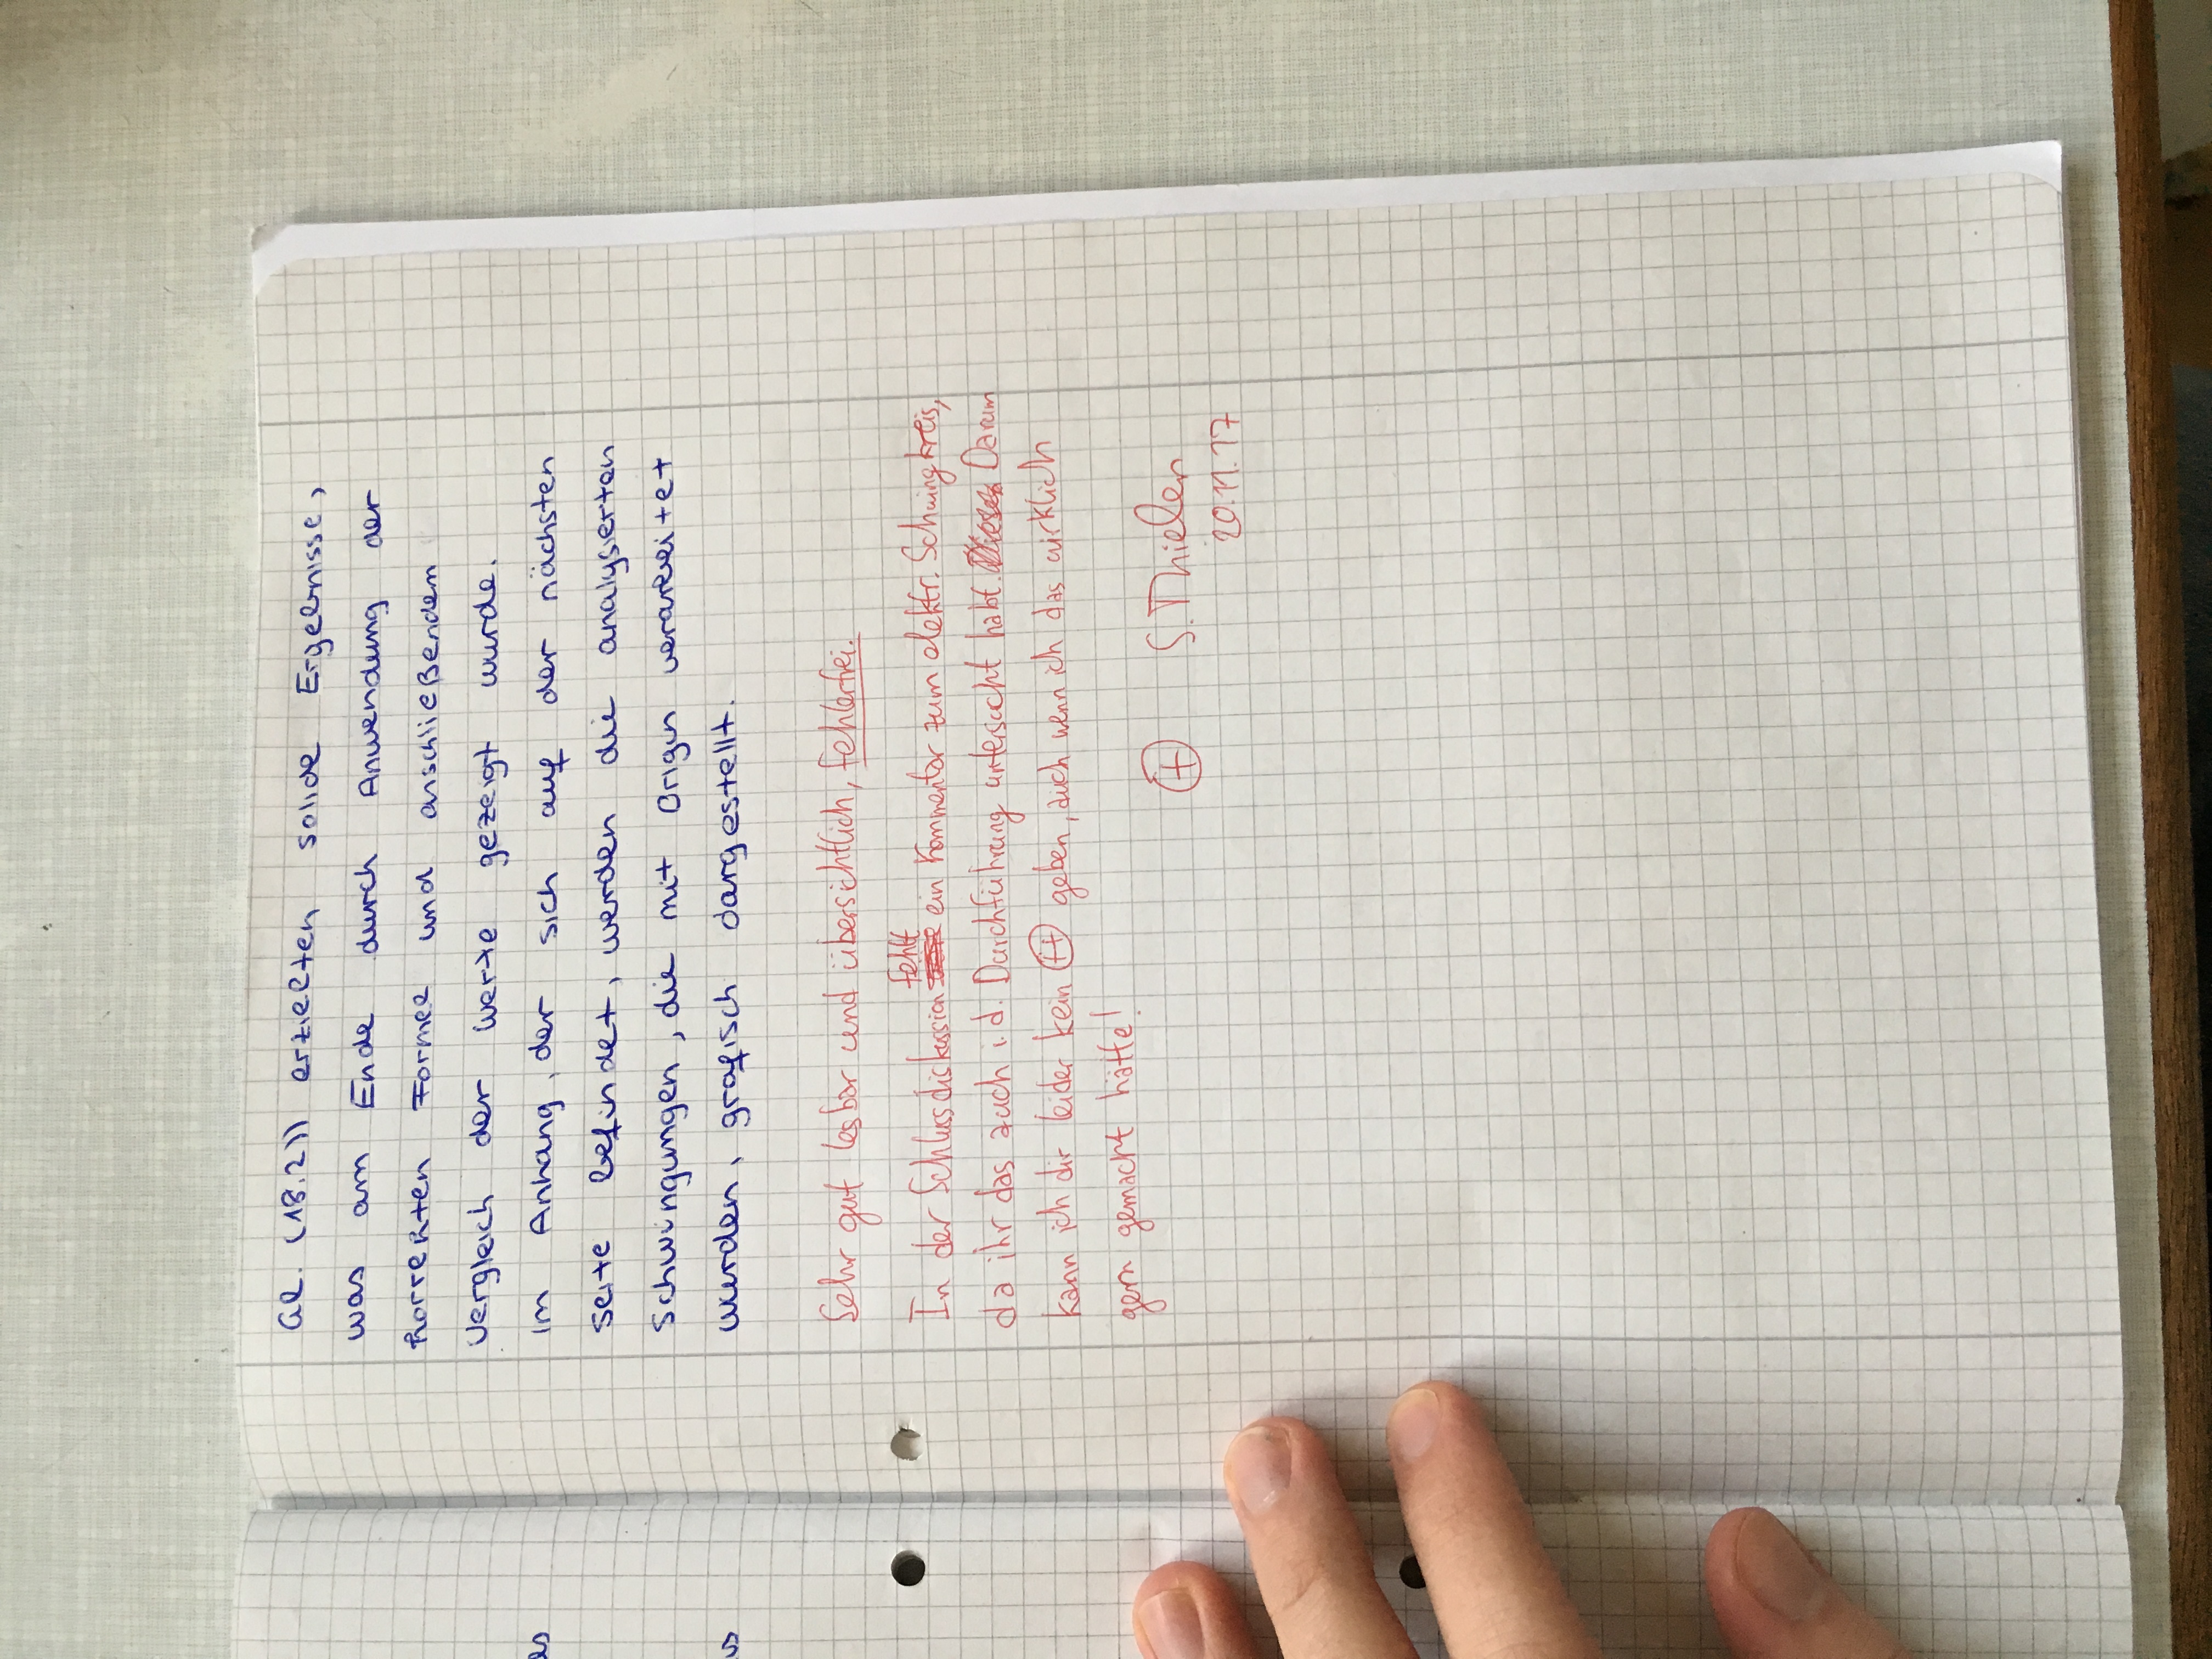 Gl. (18.2)) erzielten solide Ergebnisse,
was am Ende durch Anwendung der
korrekten Formel und anschließendem
Vergleich der Werte gezeigt wurde.
Im Anhang, der sich auf der nächsten
Seite befindet, werden die analysierten
Schwingungen, die mit Origin verarbeitet
wurden, grafisch dargestellt.
Sehr gut lesbar und übersichtlich, fehlerfrei.
In der Schlussdiskussion fehlt ein Kommentar zum elektr. Schwingkreis,
da ihr das auch i.d. Durchführung untersucht habt. Darum
kann ich dir leider kein ++ geben, auch wenn ich das wirklich
gern gemacht hätte!
+ S. Thielen
20.11.17